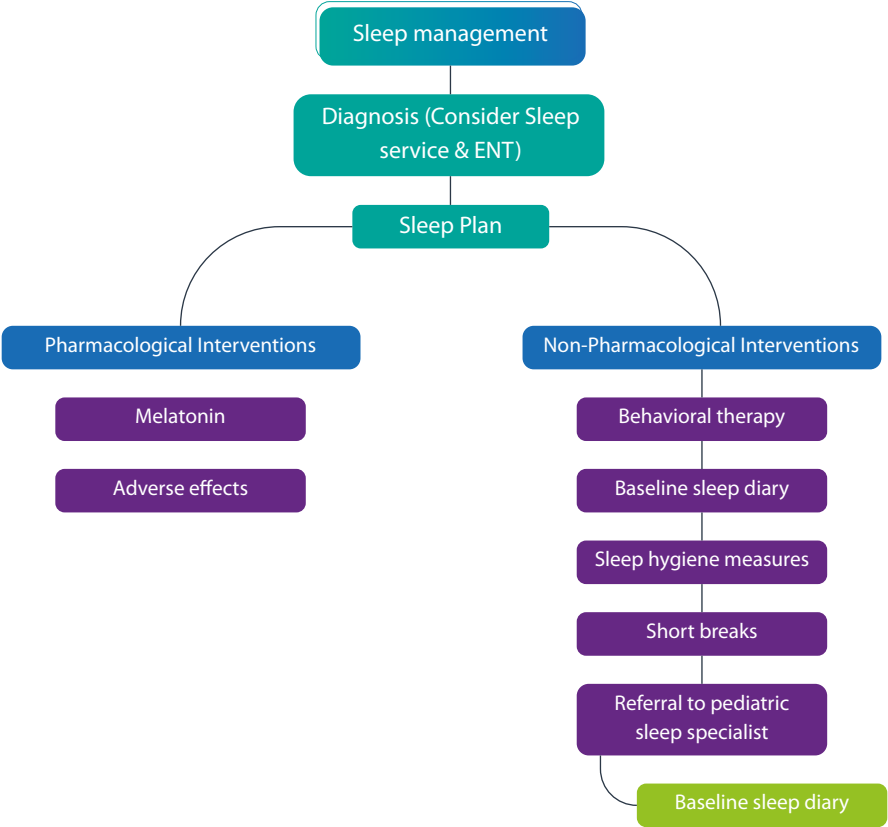 Sleep management
Diagnosis (Consider Sleep
service & ENT)
Sleep Plan
Pharmacological Interventions
Melatonin
Adverse effects
Non-Pharmacological Interventions
Behavioral therapy
Baseline sleep diary
Sleep hygiene measures
Short breaks
Referral to pediatric
sleep specialist
Baseline sleep diary